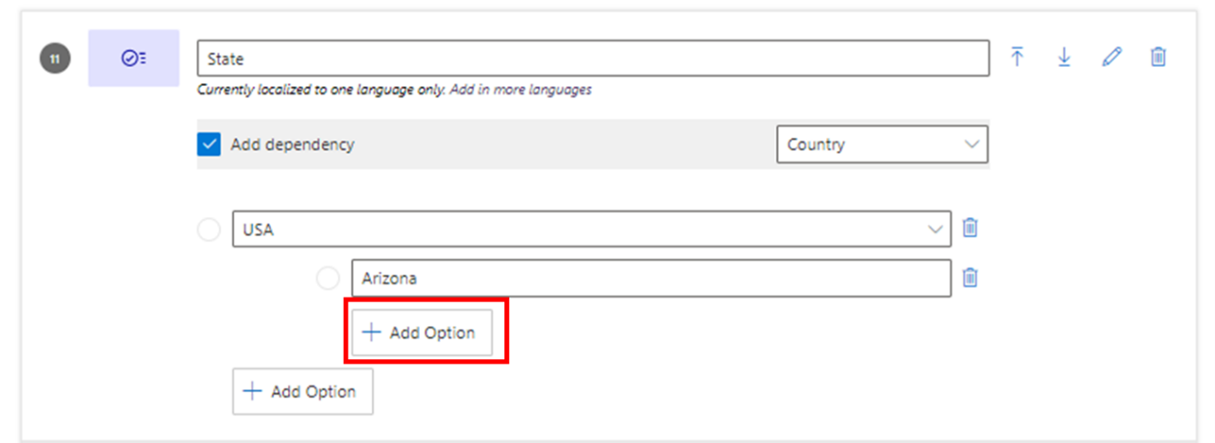 11
State
Currently localized to one language only. Add in more languages
Add dependency
Country
USA
Arizona
Add Option
Add Option